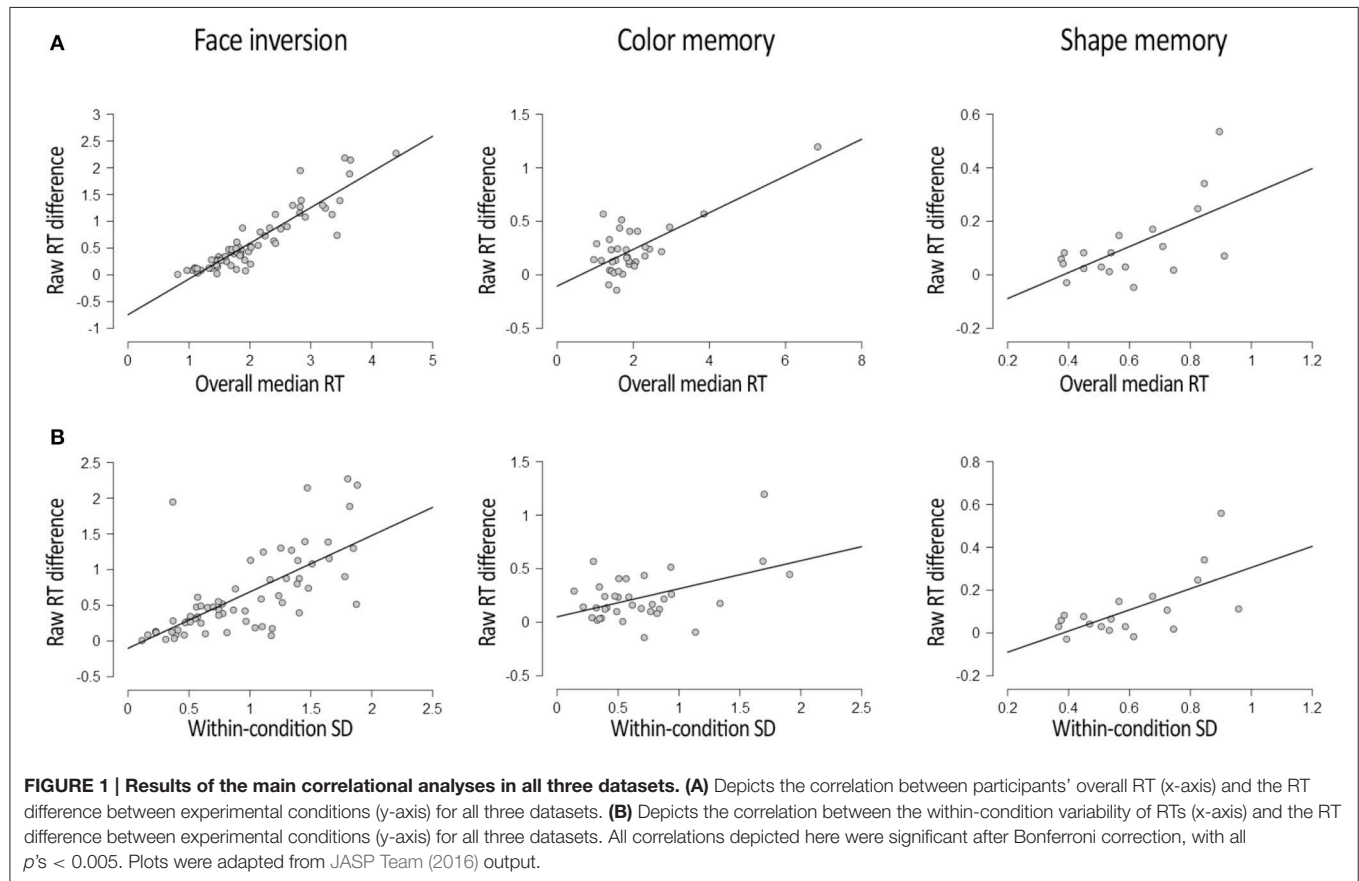 A
Face inversion
Color memory
Shape memory
Raw RT difference
3
2.5
2
1.5
1
0.5
0
-0.5
-1
0 1 2 3 4 5
Overall median RT
Raw RT difference
1.5
1
0.5
0
-0.5
0 2 4 6 8
Overall median RT
Raw RT difference
0.6
0.4
0.2
0
-0.2
0.2 0.4 0.6 0.8 1 1.2
Overall median RT
B
Raw RT difference
2.5
2
1.5
1
0.5
0
-0.5
0 0.5 1 1.5 2 2.5
Within-condition SD
Raw RT difference
1.5
1
0.5
0
-0.5
0 0.5 1 1.5 2 2.5
Within-condition SD
Raw RT difference
0.8
0.6
0.4
0.2
0
-0.2
0.2 0.4 0.6 0.8 1 1.2
Within-condition SD
FIGURE 1 | Results of the main correlational analyses in all three datasets. (A) Depicts the correlation between participants' overall RT (x-axis) and the RT
difference between experimental conditions (y-axis) for all three datasets. (B) Depicts the correlation between the within-condition variability of RTs (x-axis) and the RT
difference between experimental conditions (y-axis) for all three datasets. All correlations depicted here were significant after Bonferroni correction, with all
p's < 0.005. Plots were adapted from JASP Team (2016) output.